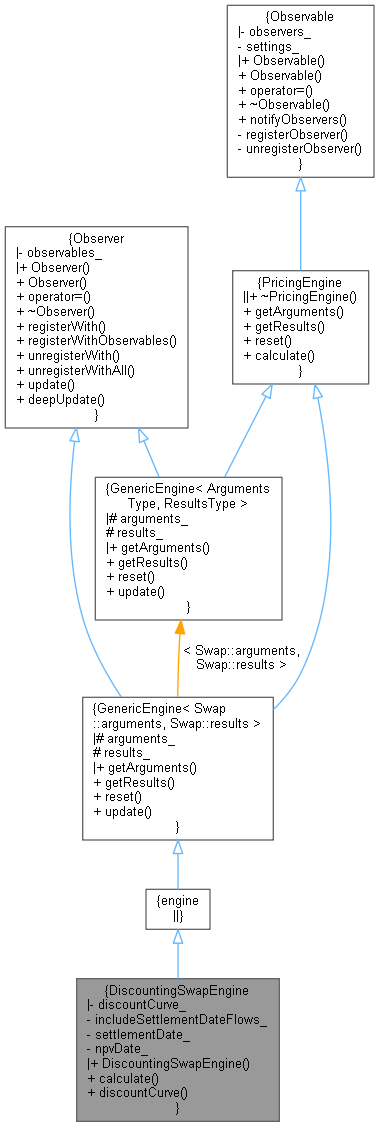 {Observable
|- observers_
- settings_
|+ Observable()
+ Observable()
+ operator=()
+ ~Observable()
+ notifyObservers()
- registerObserver()
- unregisterObserver()
}
{Observer
|- observables_
|+ Observer()
+ Observer()
+ operator=()
+ ~Observer()
+ registerWith()
+ registerWithObservables()
+ unregisterWith()
+ unregisterWithAll()
+ update()
+ deepUpdate()
}
{PricingEngine
||+ ~PricingEngine()
+ getArguments()
+ getResults()
+ reset()
+ calculate()
}
{GenericEngine< Arguments
Type, ResultsType >
|# arguments_
# results_
|+ getArguments()
+ getResults()
+ reset()
+ update()
}
< Swap::arguments,
Swap::results >
{GenericEngine< Swap
::arguments, Swap::results >
|# arguments_
# results_
|+ getArguments()
+ getResults()
+ reset()
+ update()
}
{engine
||}
{DiscountingSwapEngine
|- discountCurve_
- includeSettlementDateFlows_
- settlementDate_
- npvDate_
|+ DiscountingSwapEngine()
+ calculate()
+ discountCurve()
}